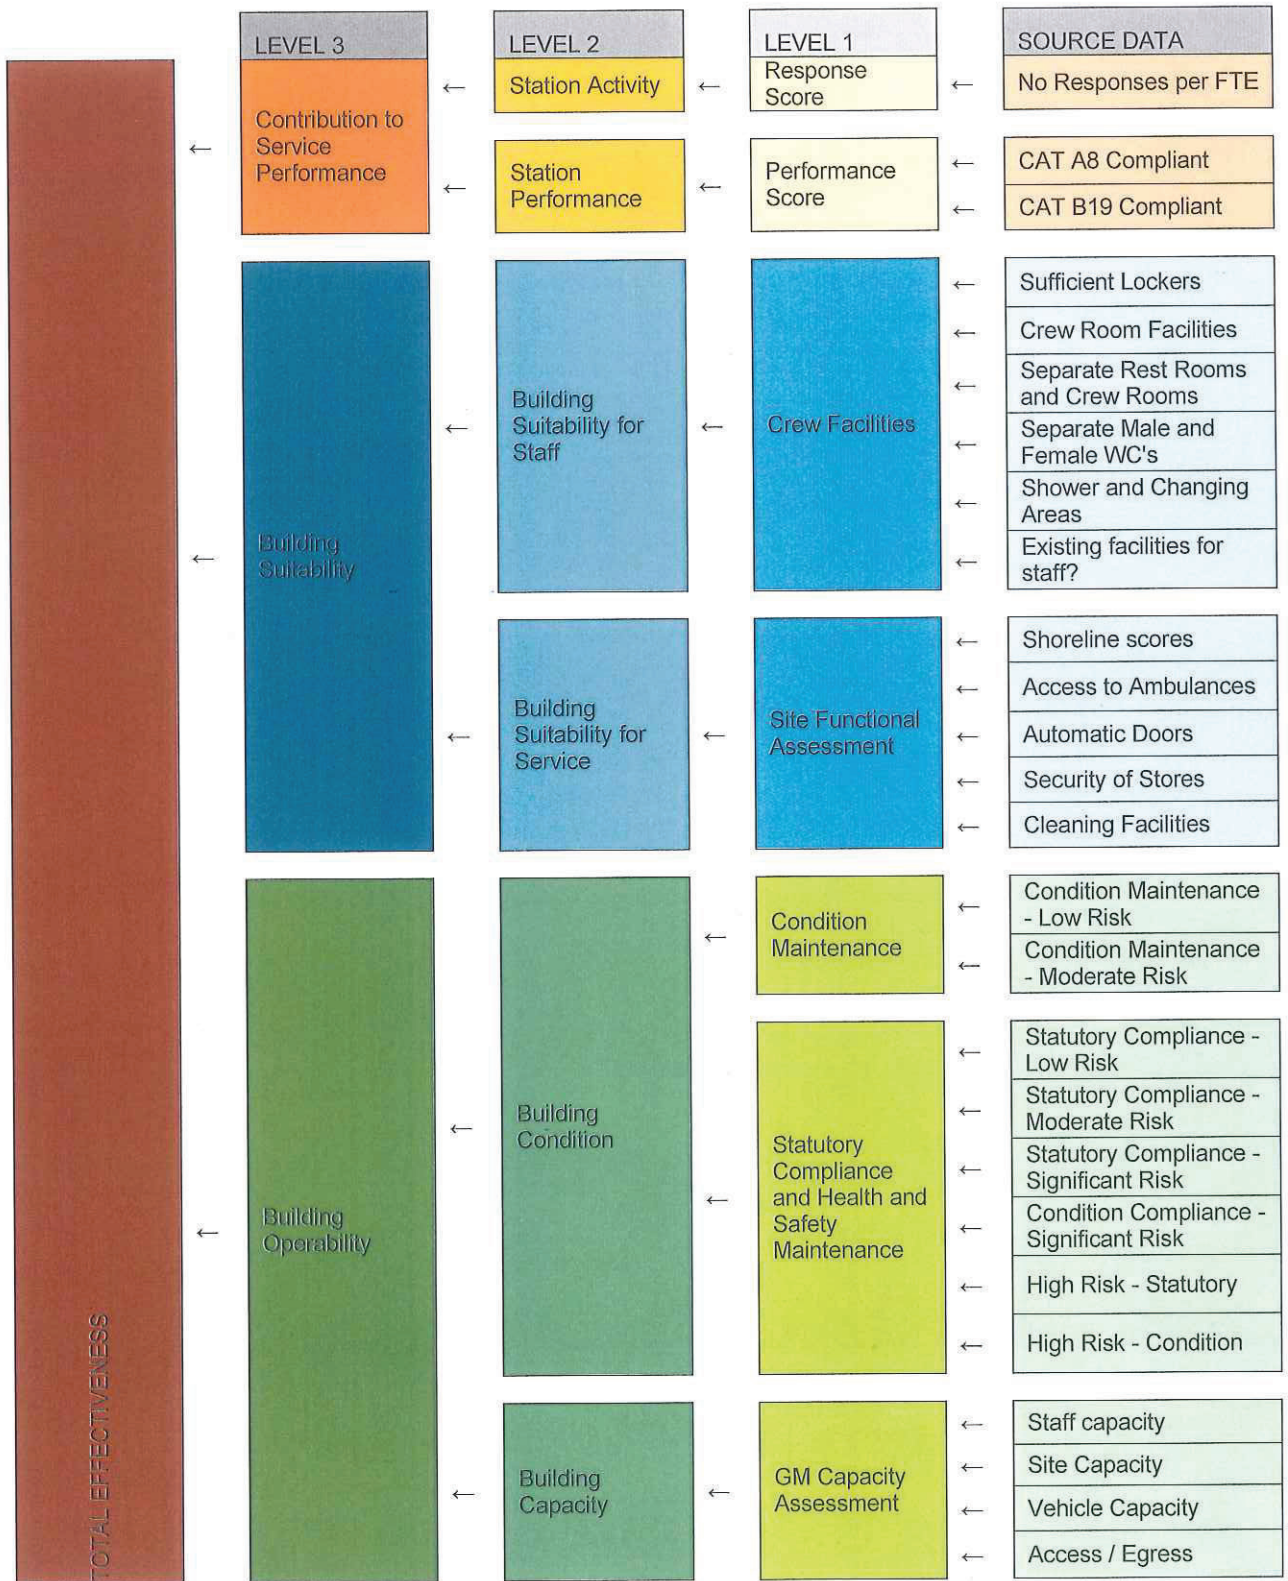 LEVEL 3
LEVEL 2
LEVEL 1
SOURCE DATA
Contribution to
Service
Performance
Station Activity
Response
Score
No Responses per FTE
Station
Performance
Performance
Score
CAT A8 Compliant
CAT B19 Compliant
Building
Suitability
Building
Suitability for
Staff
Crew Facilities
Sufficient Lockers
Crew Room Facilities
Separate Rest Rooms
and Crew Rooms
Separate Male and
Female WC's
Shower and Changing
Areas
Existing facilities for
staff?
Building
Suitability for
Service
Site Functional
Assessment
Shoreline scores
Access to Ambulances
Automatic Doors
Security of Stores
Cleaning Facilities
Building
Operability
Building
Condition
Condition
Maintenance
Condition Maintenance
- Low Risk
Condition Maintenance
- Moderate Risk
Statutory
Compliance
and Health and
Safety
Maintenance
Statutory Compliance -
Low Risk
Statutory Compliance -
Moderate Risk
Statutory Compliance -
Significant Risk
Condition Compliance -
Significant Risk
High Risk - Statutory
High Risk - Condition
Building
Capacity
GM Capacity
Assessment
Staff capacity
Site Capacity
Vehicle Capacity
Access / Egress
TOTAL EFFECTIVENESS